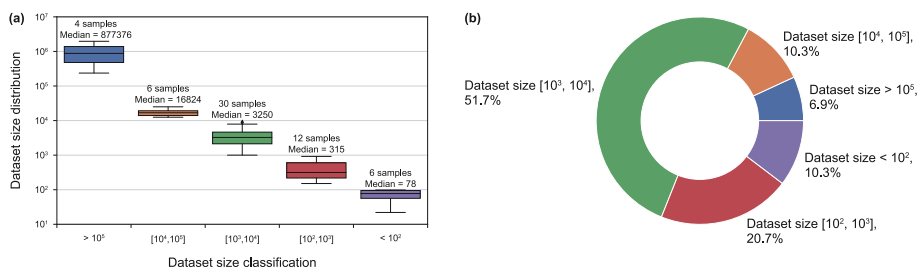 (a)
Dataset size distribution
10⁷
10⁶
10⁵
10⁴
10³
10²
10¹
4 samples
Median = 877376
6 samples
Median = 16824
30 samples
Median = 3250
12 samples
Median = 315
6 samples
Median = 78
> 10⁵
[10⁴,10⁵]
[10³,10⁴]
[10²,10³]
< 10²
Dataset size classification
(b)
Dataset size [10⁴, 10⁵],
10.3%
Dataset size > 10⁵,
6.9%
Dataset size < 10²,
10.3%
Dataset size [10², 10³],
20.7%
Dataset size [10³, 10⁴],
51.7%